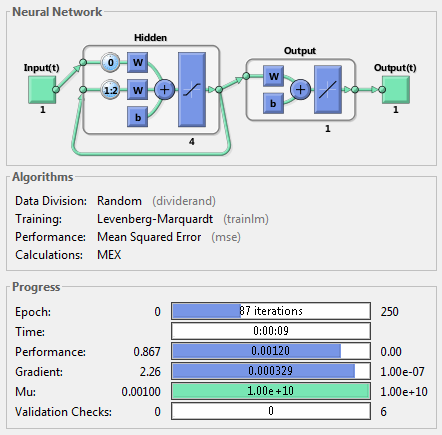 Neural Network
Hidden
Output
Input(t)
Output(t)
0
W
1:2
W
b
W
b
1
4
1
1
Algorithms
Data Division: Random (dividerand)
Training: Levenberg-Marquardt (trainlm)
Performance: Mean Squared Error (mse)
Calculations: MEX
Progress
Epoch: 0 87 iterations 250
Time: 0:00:09
Performance: 0.867 0.00120 0.00
Gradient: 2.26 0.000329 1.00e-07
Mu: 0.00100 1.00e+10 1.00e+10
Validation Checks: 0 0 6